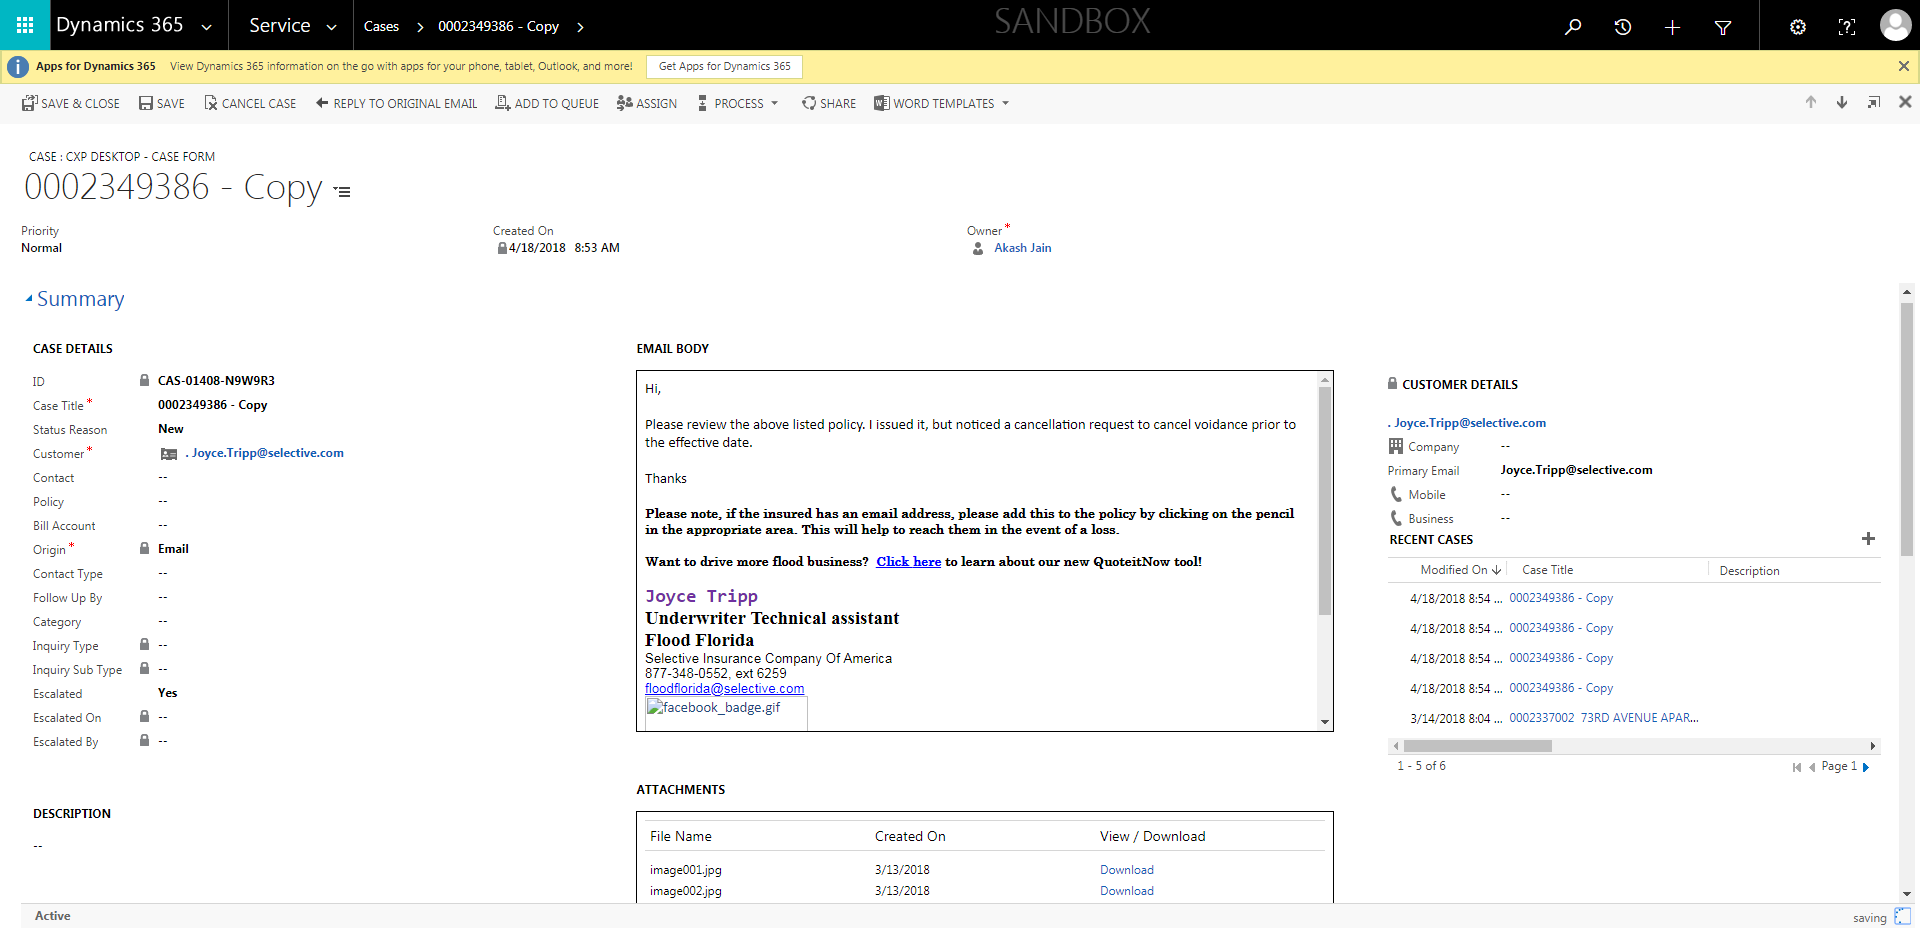 Dynamics 365 Service Cases 0002349386 - Copy SANDBOX
Apps for Dynamics 365 View Dynamics 365 information on the go with apps for your phone, tablet, Outlook, and more! Get Apps for Dynamics 365
SAVE & CLOSE SAVE CANCEL CASE REPLY TO ORIGINAL EMAIL ADD TO QUEUE ASSIGN PROCESS SHARE WORD TEMPLATES
CASE : CXP DESKTOP - CASE FORM
0002349386 - Copy
Priority
Normal
Created On
4/18/2018 8:53 AM
Owner*
Akash Jain
Summary
CASE DETAILS
ID CAS-01408-N9W9R3
Case Title* 0002349386 - Copy
Status Reason New
Customer* . Joyce.Tripp@selective.com
Contact --
Policy --
Bill Account --
Origin* Email
Contact Type --
Follow Up By --
Category --
Inquiry Type --
Inquiry Sub Type --
Escalated Yes
Escalated On --
Escalated By --
DESCRIPTION
--
EMAIL BODY
Hi,
Please review the above listed policy. I issued it, but noticed a cancellation request to cancel voidance prior to
the effective date.
Thanks
Please note, if the insured has an email address, please add this to the policy by clicking on the pencil
in the appropriate area. This will help to reach them in the event of a loss.
Want to drive more flood business? Click here to learn about our new QuoteitNow tool!
Joyce Tripp
Underwriter Technical assistant
Flood Florida
Selective Insurance Company Of America
877-348-0552, ext 6259
floodflorida@selective.com
facebook_badge.gif
ATTACHMENTS
File Name Created On View / Download
image001.jpg 3/13/2018 Download
image002.jpg 3/13/2018 Download
CUSTOMER DETAILS
. Joyce.Tripp@selective.com
Company --
Primary Email Joyce.Tripp@selective.com
Mobile --
Business --
RECENT CASES
Modified On Case Title Description
4/18/2018 8:54 ... 0002349386 - Copy
4/18/2018 8:54 ... 0002349386 - Copy
4/18/2018 8:54 ... 0002349386 - Copy
4/18/2018 8:54 ... 0002349386 - Copy
3/14/2018 8:04 ... 0002337002 73RD AVENUE APAR...
1 - 5 of 6 Page 1
Active saving